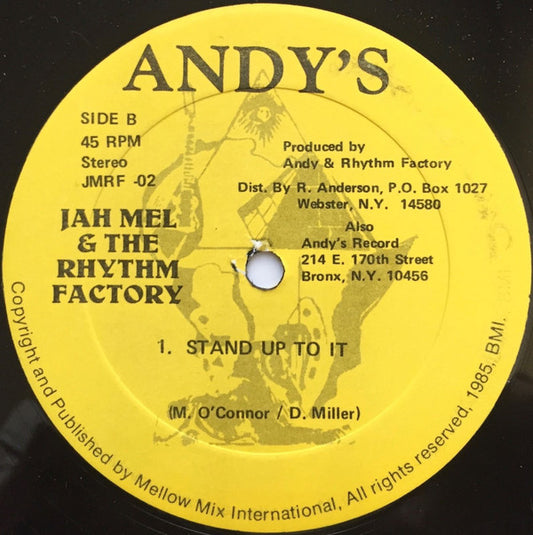 ANDY'S
SIDE B
45 RPM
Stereo
JMRF -02
Produced by
Andy & Rhythm Factory
Dist. By R. Anderson, P.O. Box 1027
Webster, N.Y. 14580
Also
Andy's Record
214 E. 170th Street
Bronx, N.Y. 10456
JAH MEL
& THE
RHYTHM
FACTORY
1. STAND UP TO IT
(M. O'Connor / D. Miller)
Copyright and Published by Mellow Mix International, All rights reserved, 1985, BMI.